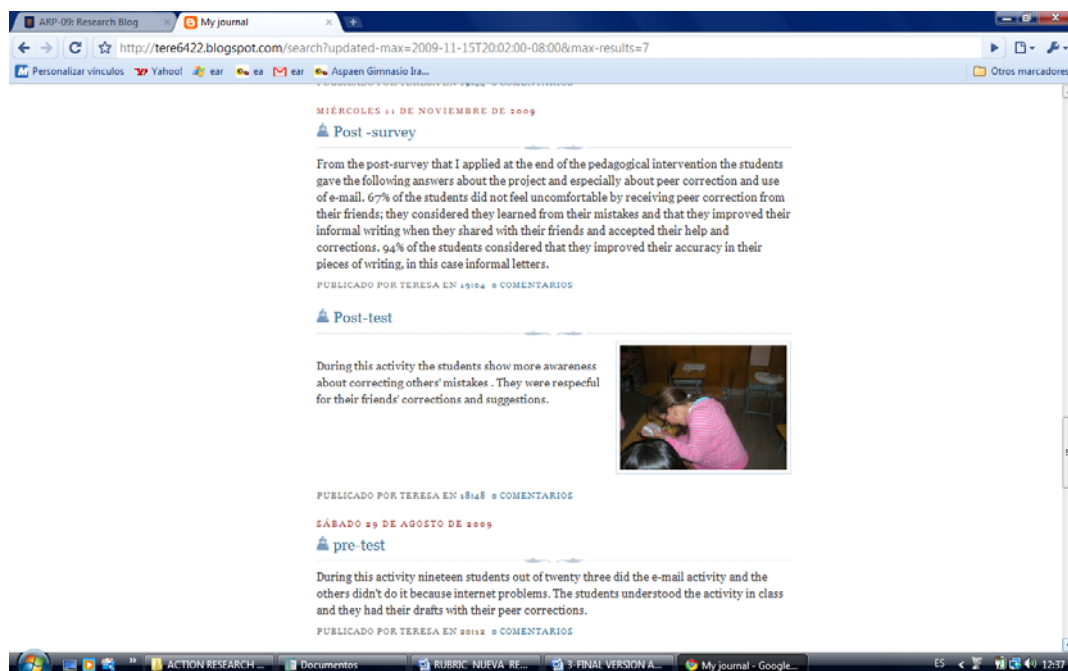 ARP-09: Research Blog
My journal
http://tere6422.blogspot.com/search?updated-max=2009-11-15T20:02:00-08:00&max-results=7
Personalizar vínculos Yahoo! ear ea ear Aspaen Gimnasio Ira... Otros marcadores
MIÉRCOLES 11 DE NOVIEMBRE DE 2009
Post -survey
From the post-survey that I applied at the end of the pedagogical intervention the students
gave the following answers about the project and especially about peer correction and use
of e-mail. 67% of the students did not feel uncomfortable by receiving peer correction from
their friends; they considered they learned from their mistakes and that they improved their
informal writing when they shared with their friends and accepted their help and
corrections. 94% of the students considered that they improved their accuracy in their
pieces of writing, in this case informal letters.
PUBLICADO POR TERESA EN 19:04 0 COMENTARIOS
Post-test
During this activity the students show more awareness
about correcting others' mistakes . They were respecful
for their friends' corrections and suggestions.
PUBLICADO POR TERESA EN 18:48 0 COMENTARIOS
SÁBADO 29 DE AGOSTO DE 2009
pre-test
During this activity nineteen students out of twenty three did the e-mail activity and the
others didn't do it because internet problems. The students understood the activity in class
and they had their drafts with their peer corrections.
PUBLICADO POR TERESA EN 20:12 0 COMENTARIOS
ACTION RESEARCH ... Documentos RUBRIC NUEVA RE... 3-FINAL VERSION A... My journal - Google... ES 12:37